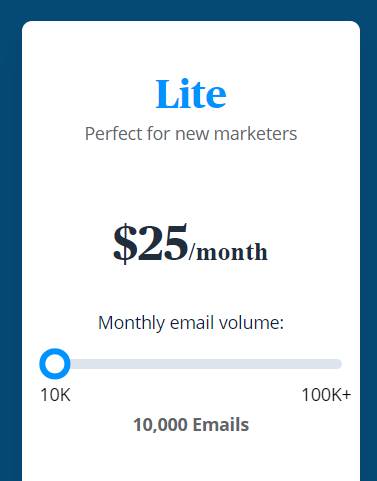 Lite
Perfect for new marketers
$25/month
Monthly email volume:
10K 100K+
10,000 Emails